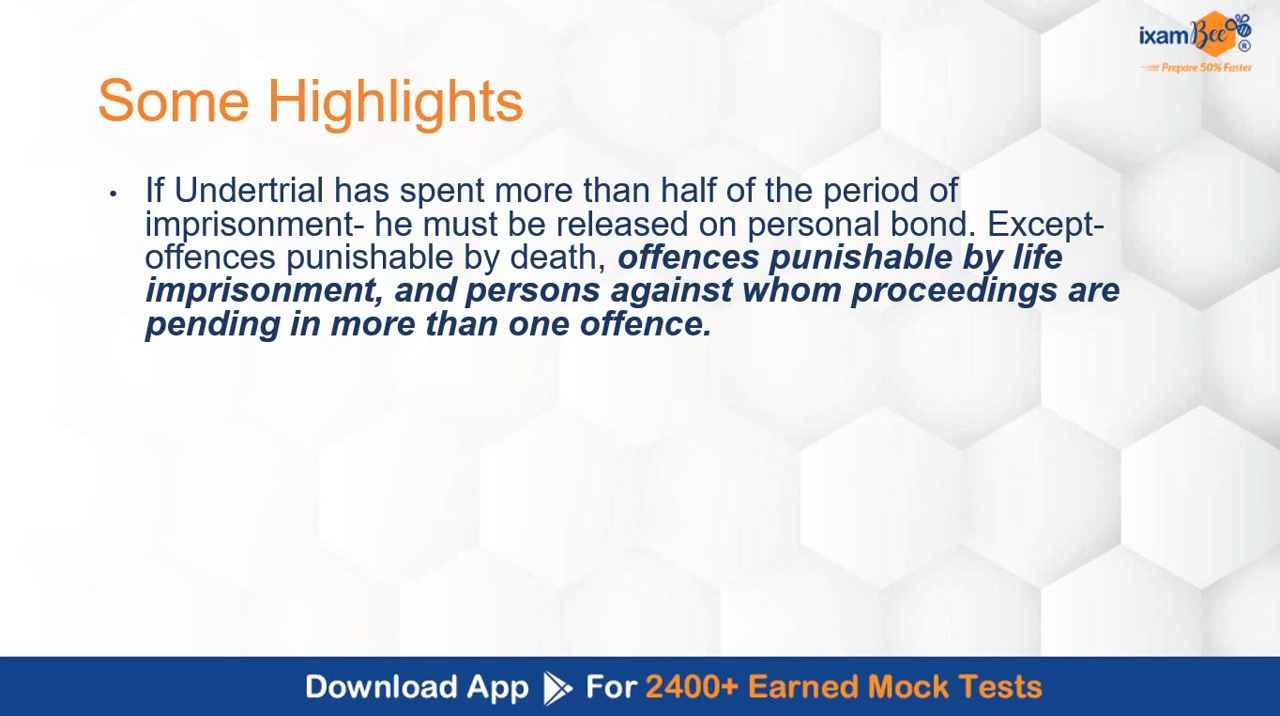 ixamBee®
Prepare 50% Faster
Some Highlights
• If Undertrial has spent more than half of the period of
imprisonment- he must be released on personal bond. Except-
offences punishable by death, offences punishable by life
imprisonment, and persons against whom proceedings are
pending in more than one offence.
Download App For 2400+ Earned Mock Tests